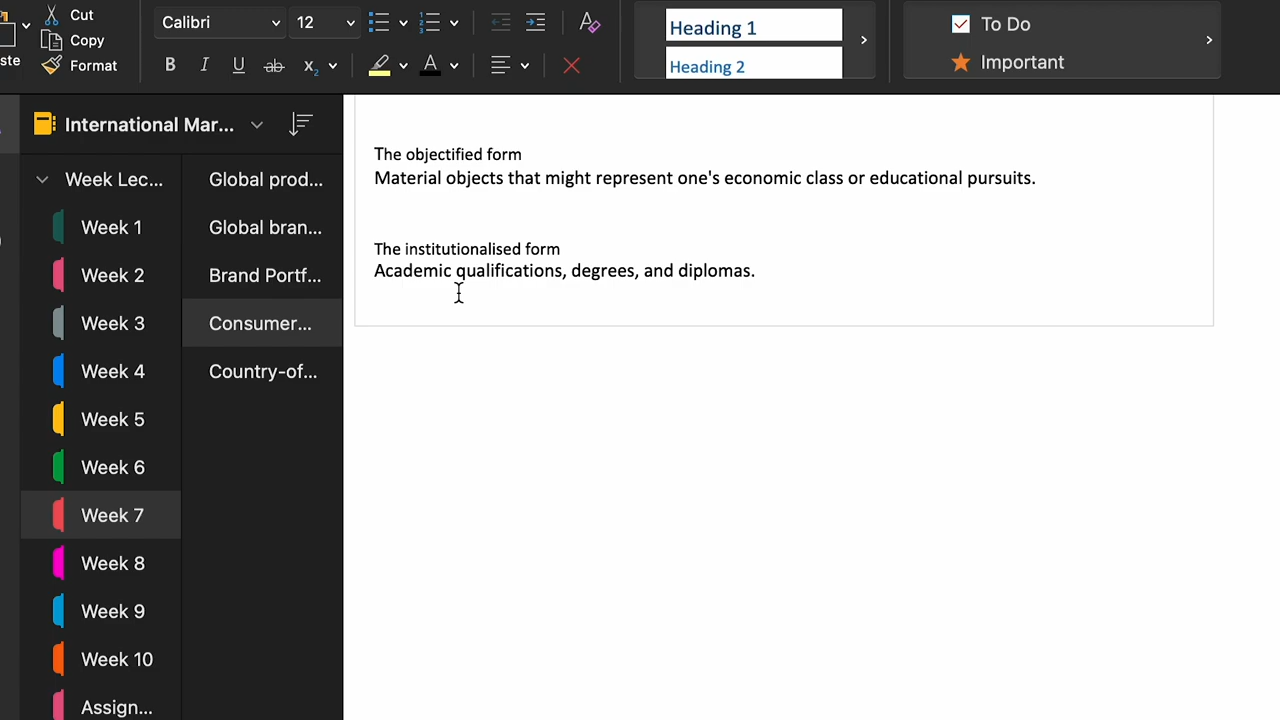 Cut
Calibri
12
Heading 1
To Do
ste
Copy
Format
B I U ab x₂ A
Heading 2
Important
International Mar...
Week Lec...
Global prod...
Week 1
Global bran...
Week 2
Brand Portf...
Week 3
Consumer...
Week 4
Country-of...
Week 5
Week 6
Week 7
Week 8
Week 9
Week 10
Assign...
The objectified form
Material objects that might represent one's economic class or educational pursuits.
The institutionalised form
Academic qualifications, degrees, and diplomas.